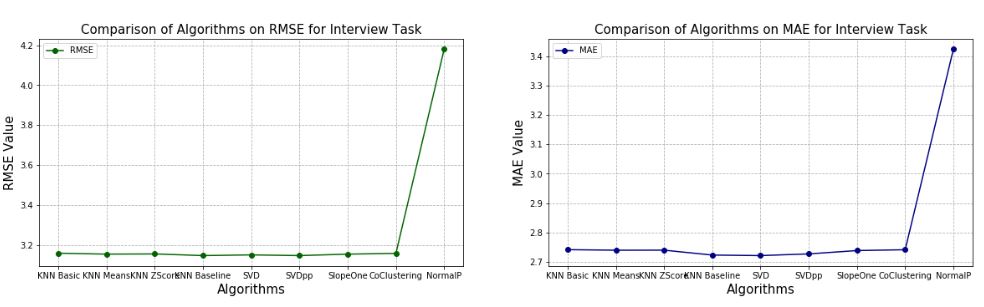 Comparison of Algorithms on RMSE for Interview Task
RMSE
4.2
4.0
3.8
3.6
3.4
3.2
RMSE Value
KNN Basic KNN Means KNN ZScore KNN Baseline SVD SVDpp SlopeOne CoClustering NormalP
Algorithms
Comparison of Algorithms on MAE for Interview Task
MAE
3.4
3.3
3.2
3.1
3.0
2.9
2.8
2.7
MAE Value
KNN Basic KNN Means KNN ZScore KNN Baseline SVD SVDpp SlopeOne CoClustering NormalP
Algorithms